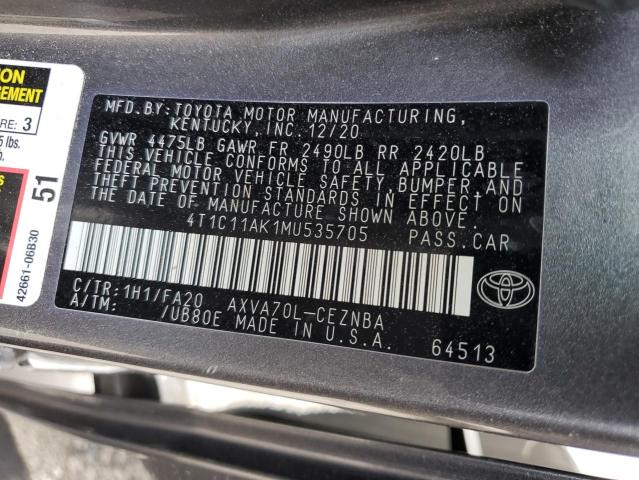 ION
GEMENT
RE: 3
5 lbs.
51
42661-06B30
MFD.BY:TOYOTA MOTOR MANUFACTURING,
KENTUCKY,INC.12/20
GVWR 4475LB GAWR FR 2490LB RR 2420LB
THIS VEHICLE CONFORMS TO ALL APPLICABLE
FEDERAL MOTOR VEHICLE SAFETY,BUMPER,AND
THEFT PREVENTION STANDARDS IN EFFECT ON
THE DATE OF MANUFACTURE SHOWN ABOVE.
4T1C11AK1MU535705 PASS.CAR
C/TR:1H1/FA20 AXVA70L-CEZNBA
A/TM: /UB80E MADE IN U.S.A.
64513